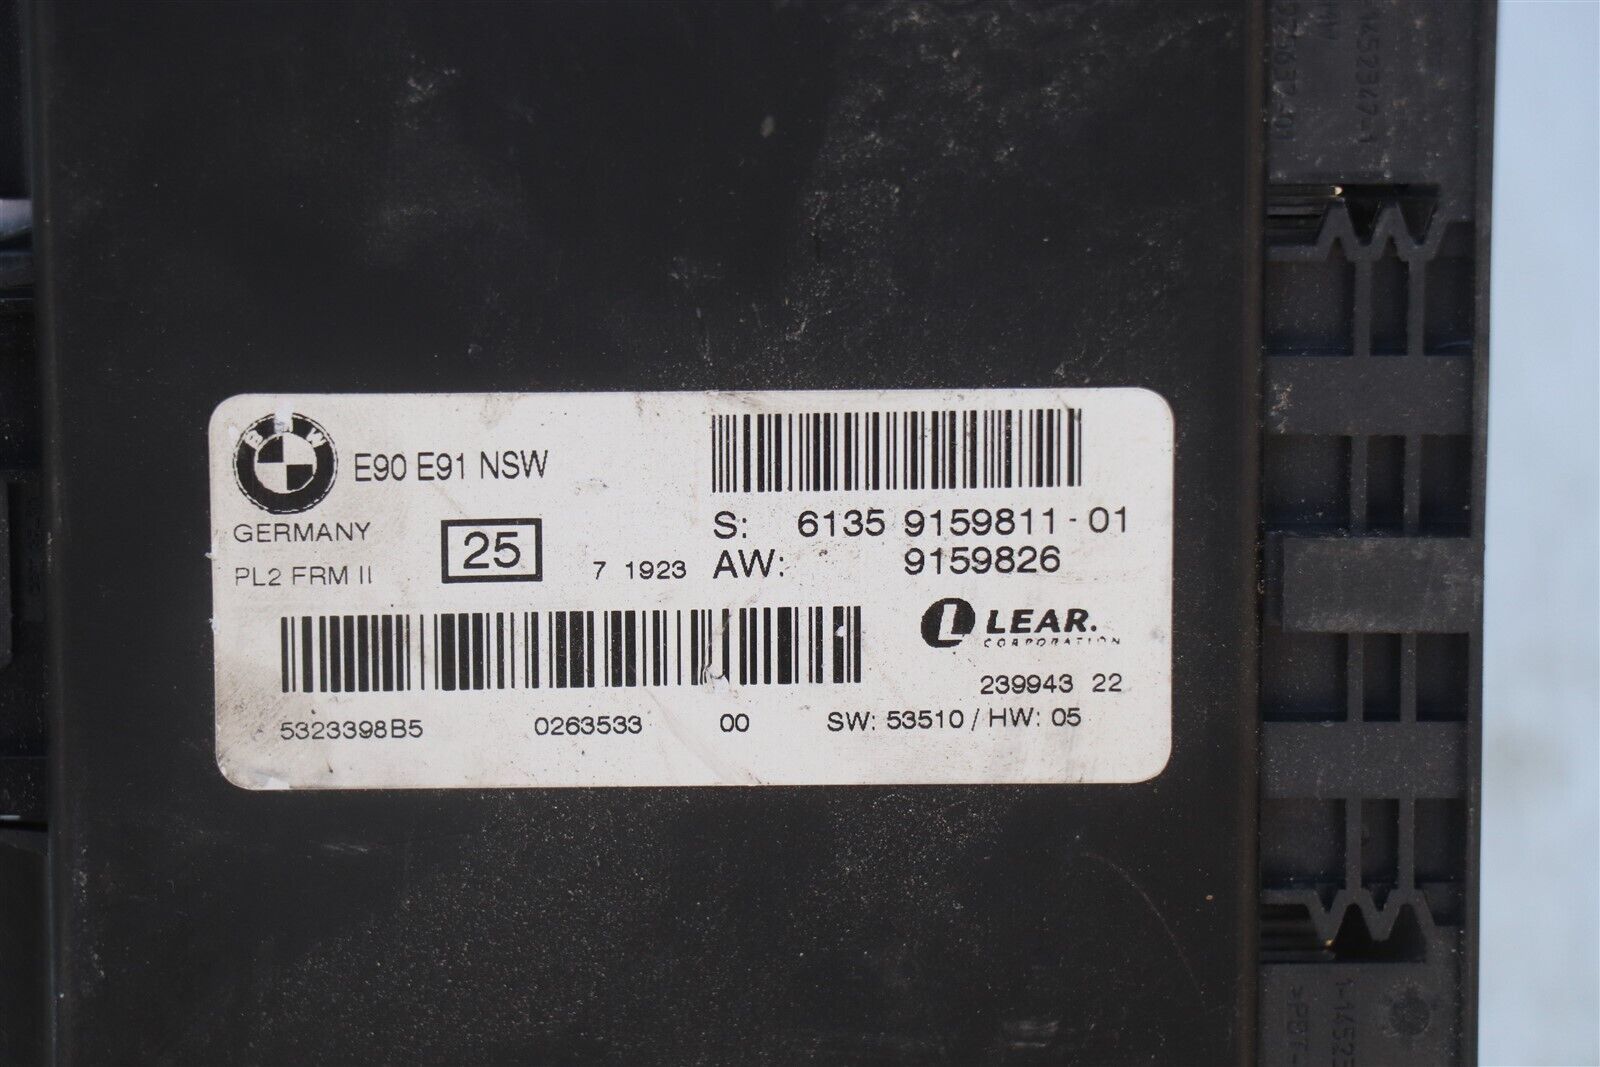 BMW
E90 E91 NSW
GERMANY
PL2 FRM II
25
7 1923
S: 6135 9159811-01
AW: 9159826
L LEAR.
CORPORATION
239943 22
5323398B5 0263533 00 SW: 53510 / HW: 05